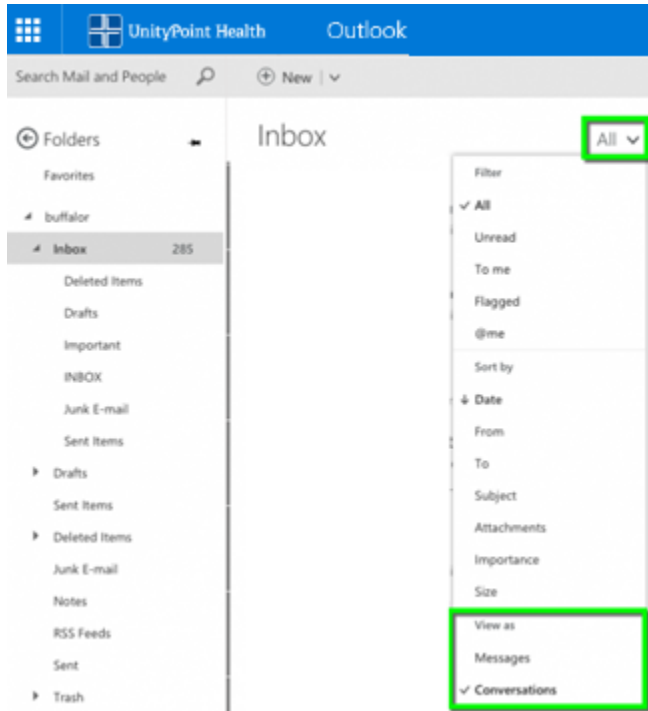 UnityPoint Health Outlook
Search Mail and People New
Folders
Favorites
buffalor
Inbox 285
Deleted Items
Drafts
Important
INBOX
Junk E-mail
Sent Items
Drafts
Sent Items
Deleted Items
Junk E-mail
Notes
RSS Feeds
Sent
Trash
Inbox
All
Filter
All
Unread
To me
Flagged
@me
Sort by
Date
From
To
Subject
Attachments
Importance
Size
View as
Messages
Conversations